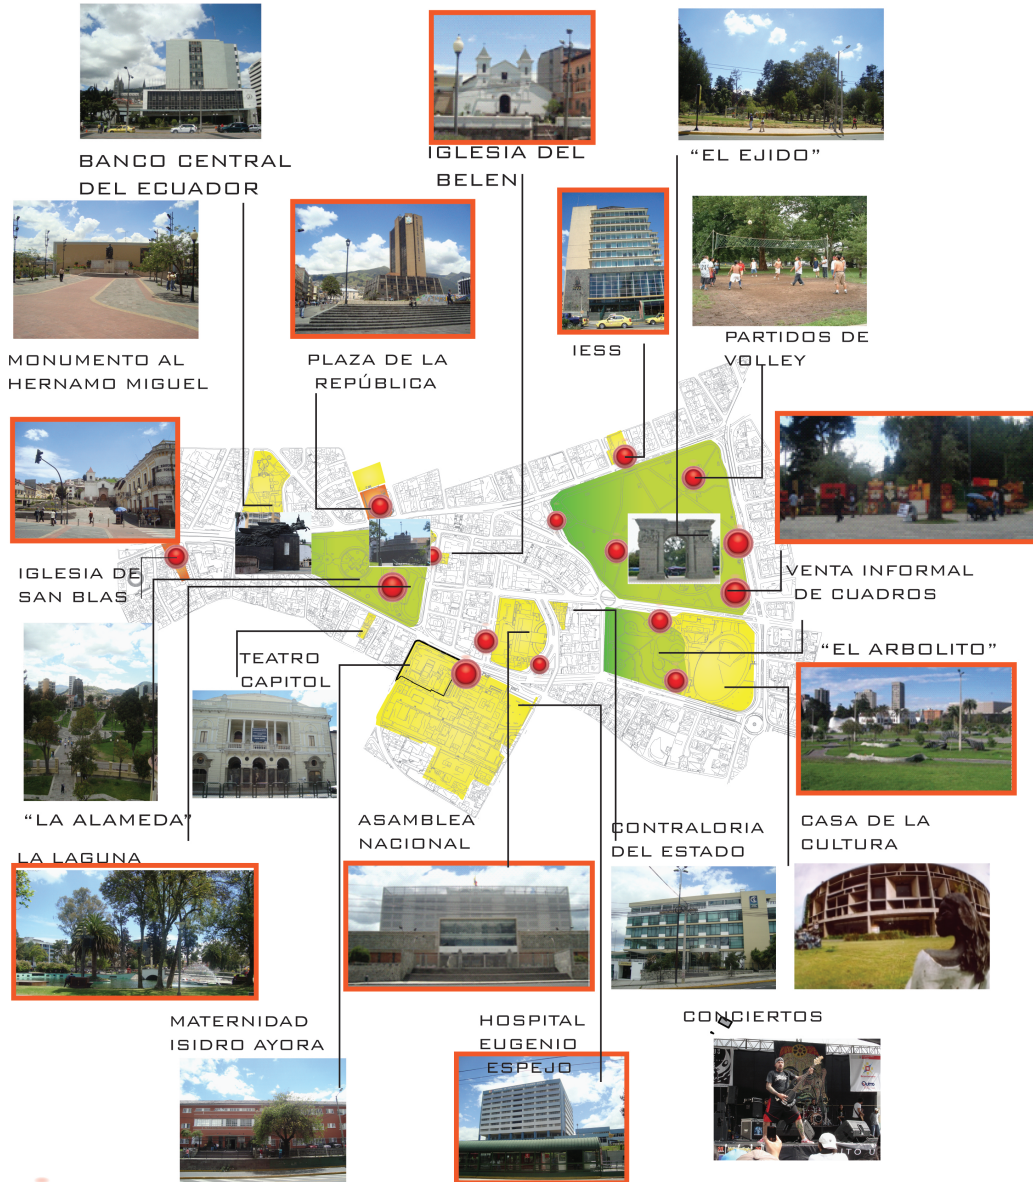 BANCO CENTRAL
DEL ECUADOR
IGLESIA DEL
BELEN
"EL EJIDO"
MONUMENTO AL
HERNAMO MIGUEL
PLAZA DE LA
REPÚBLICA
IESS
PARTIDOS DE
VOLLEY
IGLESIA DE
SAN BLAS
VENTA INFORMAL
DE CUADROS
TEATRO
CAPITOL
"EL ARBOLITO"
"LA ALAMEDA"
ASAMBLEA
NACIONAL
CONTRALORIA
DEL ESTADO
CASA DE LA
CULTURA
LA LAGUNA
MATERNIDAD
ISIDRO AYORA
HOSPITAL
EUGENIO
ESPEJO
CONCIERTOS